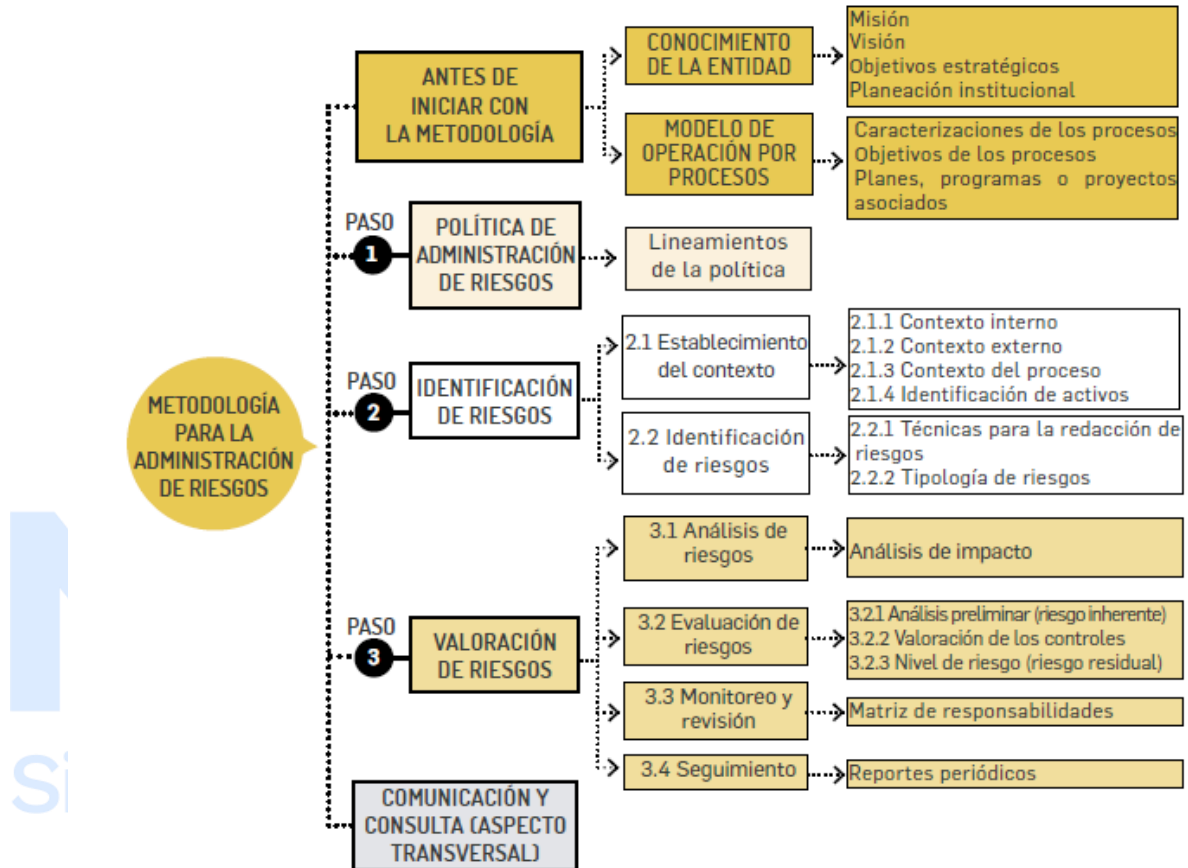 METODOLOGÍA
PARA LA
ADMINISTRACIÓN
DE RIESGOS
ANTES DE
INICIAR CON
LA METODOLOGÍA
CONOCIMIENTO
DE LA ENTIDAD
Misión
Visión
Objetivos estratégicos
Planeación institucional
MODELO DE
OPERACIÓN POR
PROCESOS
Caracterizaciones de los procesos
Objetivos de los procesos
Planes, programas o proyectos
asociados
PASO
1
POLÍTICA DE
ADMINISTRACIÓN
DE RIESGOS
Lineamientos
de la política
PASO
2
IDENTIFICACIÓN
DE RIESGOS
2.1 Establecimiento
del contexto
2.1.1 Contexto interno
2.1.2 Contexto externo
2.1.3 Contexto del proceso
2.1.4 Identificación de activos
2.2 Identificación
de riesgos
2.2.1 Técnicas para la redacción de
riesgos
2.2.2 Tipología de riesgos
PASO
3
VALORACIÓN
DE RIESGOS
3.1 Análisis de
riesgos
Análisis de impacto
3.2 Evaluación de
riesgos
3.2.1 Análisis preliminar (riesgo inherente)
3.2.2 Valoración de los controles
3.2.3 Nivel de riesgo (riesgo residual)
3.3 Monitoreo y
revisión
Matriz de responsabilidades
3.4 Seguimiento
Reportes periódicos
COMUNICACIÓN Y
CONSULTA (ASPECTO
TRANSVERSAL)
Si